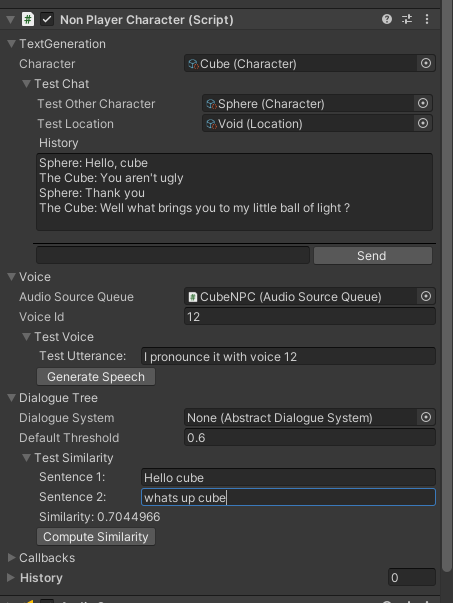 Non Player Character (Script)
TextGeneration
Character Cube (Character)
Test Chat
Test Other Character Sphere (Character)
Test Location Void (Location)
History
Sphere: Hello, cube
The Cube: You aren't ugly
Sphere: Thank you
The Cube: Well what brings you to my little ball of light ?
Send
Voice
Audio Source Queue CubeNPC (Audio Source Queue)
Voice Id 12
Test Voice
Test Utterance: I pronounce it with voice 12
Generate Speech
Dialogue Tree
Dialogue System None (Abstract Dialogue System)
Default Threshold 0.6
Test Similarity
Sentence 1: Hello cube
Sentence 2: whats up cube
Similarity: 0.7044966
Compute Similarity
Callbacks
History 0